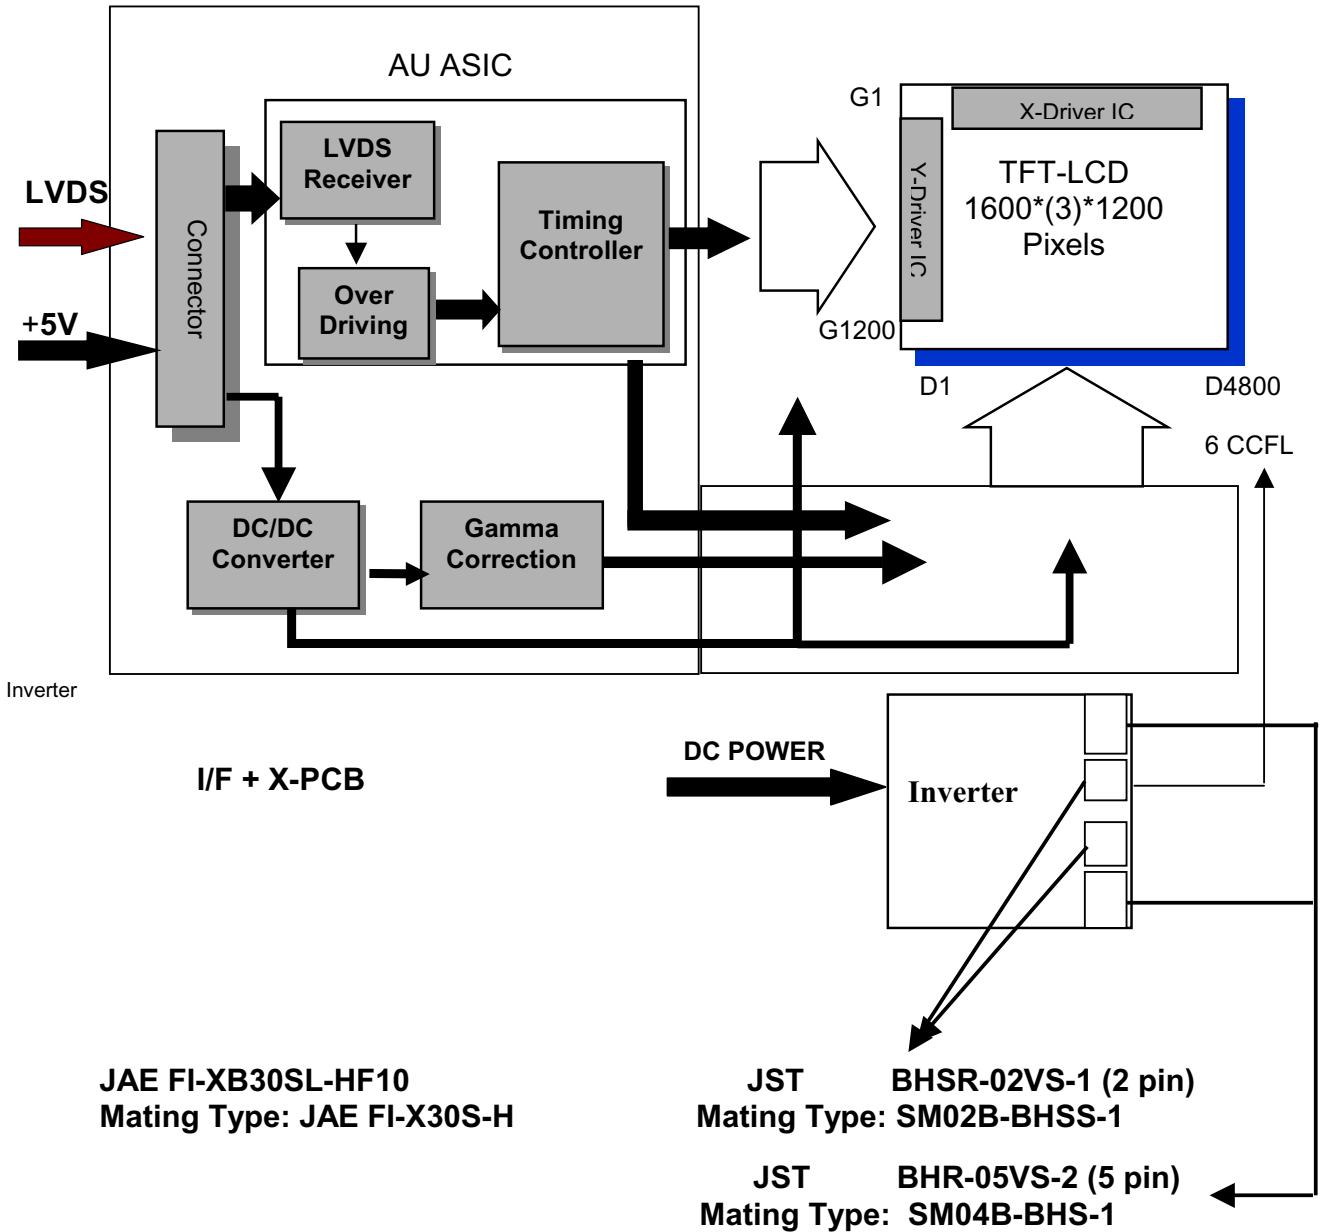 AU ASIC
LVDS
Receiver
Over
Driving
Timing
Controller
LVDS
+5V
Connector
DC/DC
Converter
Gamma
Correction
G1
G1200
X-Driver IC
Y-Driver IC
TFT-LCD
1600*(3)*1200
Pixels
D1
D4800
6 CCFL
Inverter
I/F + X-PCB
DC POWER
Inverter
JAE FI-XB30SL-HF10
Mating Type: JAE FI-X30S-H
JST BHSR-02VS-1 (2 pin)
Mating Type: SM02B-BHSS-1
JST BHR-05VS-2 (5 pin)
Mating Type: SM04B-BHS-1